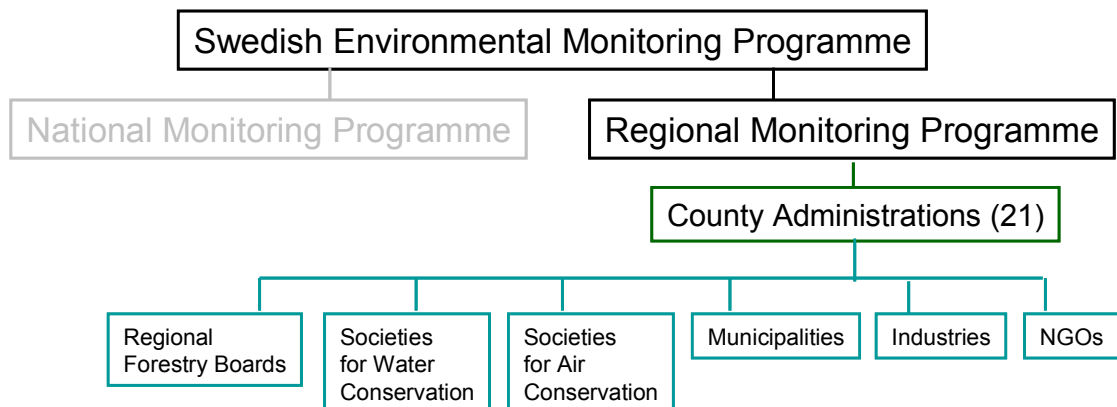 Swedish Environmental Monitoring Programme
National Monitoring Programme
Regional Monitoring Programme
County Administrations (21)
Regional
Forestry Boards
Societies
for Water
Conservation
Societies
for Air
Conservation
Municipalities
Industries
NGOs